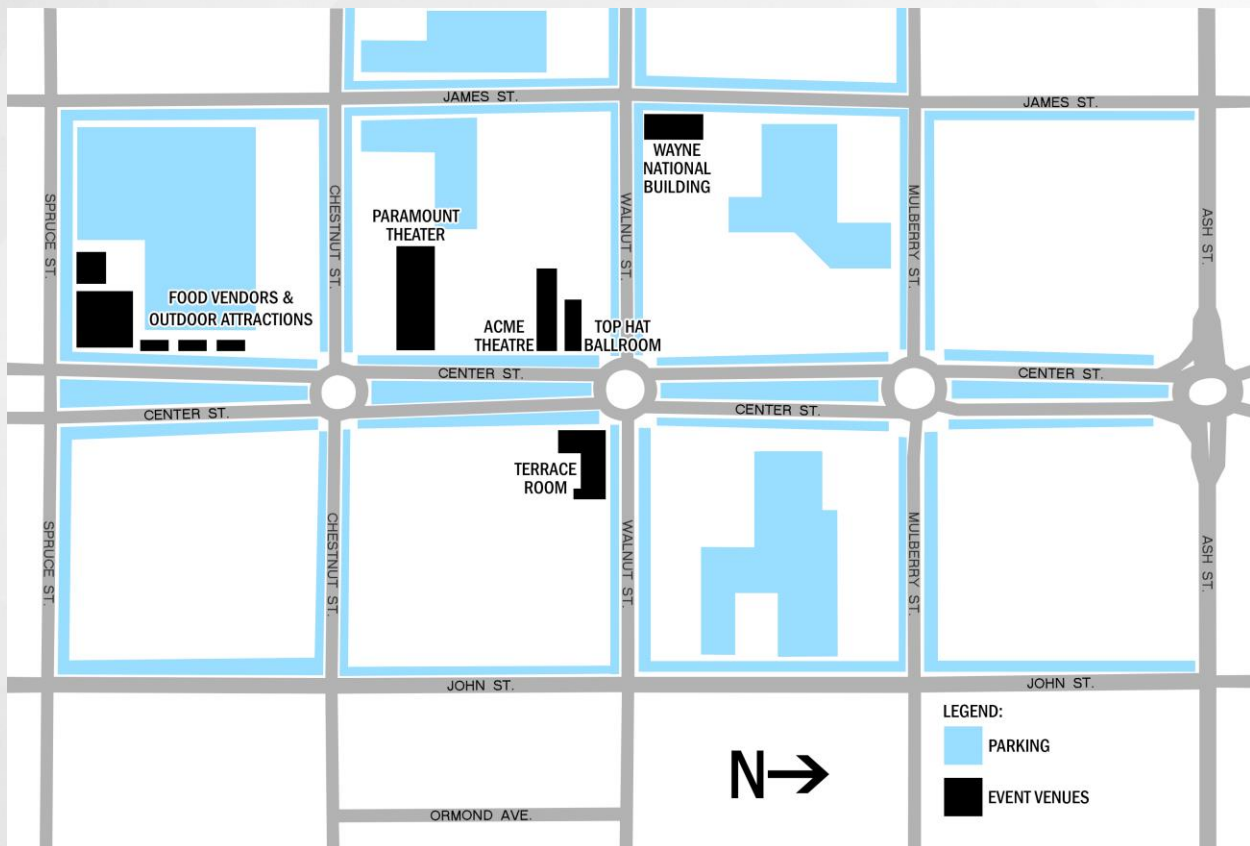 JAMES ST.
JAMES ST.
WAYNE
NATIONAL
BUILDING
SPRUCE ST.
CHESTNUT ST.
WALNUT ST.
MULBERRY ST.
ASH ST.
PARAMOUNT
THEATER
FOOD VENDORS &
OUTDOOR ATTRACTIONS
ACME
THEATRE
TOP HAT
BALLROOM
CENTER ST.
CENTER ST.
CENTER ST.
CENTER ST.
TERRACE
ROOM
SPRUCE ST.
CHESTNUT ST.
WALNUT ST.
MULBERRY ST.
ASH ST.
JOHN ST.
JOHN ST.
LEGEND:
PARKING
EVENT VENUES
N
ORMOND AVE.